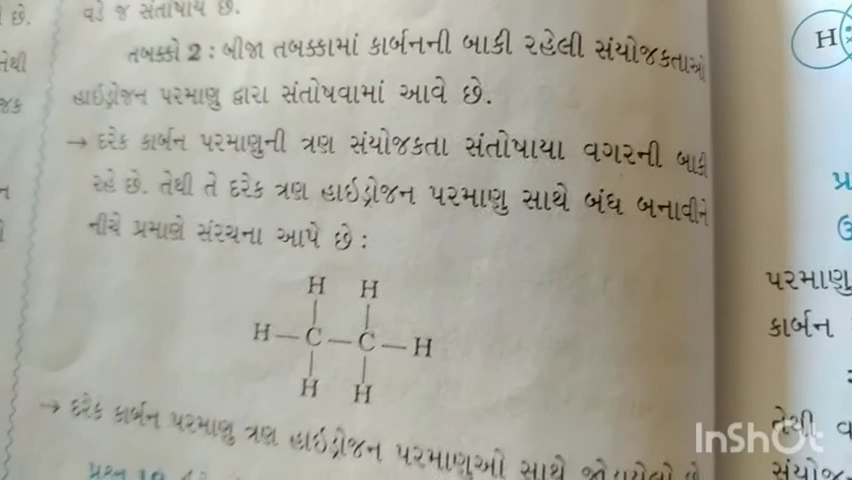 છે.
વડે જ સંતોષાય છે.
તબક્કો 2 : બીજા તબક્કામાં કાર્બનની બાકી રહેલી સંયોજકતાઓ
હાઇડ્રોજન પરમાણુ દ્વારા સંતોષવામાં આવે છે.
→ દરેક કાર્બન પરમાણુની ત્રણ સંયોજકતા સંતોષાયા વગરની બાકી
રહે છે. તેથી તે દરેક ત્રણ હાઇડ્રોજન પરમાણુ સાથે બંધ બનાવીને
નીચે પ્રમાણે સંરચના આપે છે :
H H
H — C — C — H
H H
→ દરેક કાર્બન પરમાણુ ત્રણ હાઇડ્રોજન પરમાણુઓ સાથે જોડાયેલો છે
પ્રશ્ન 10
H
પરમાણુ
કાર્બન
તેથી
InShOt